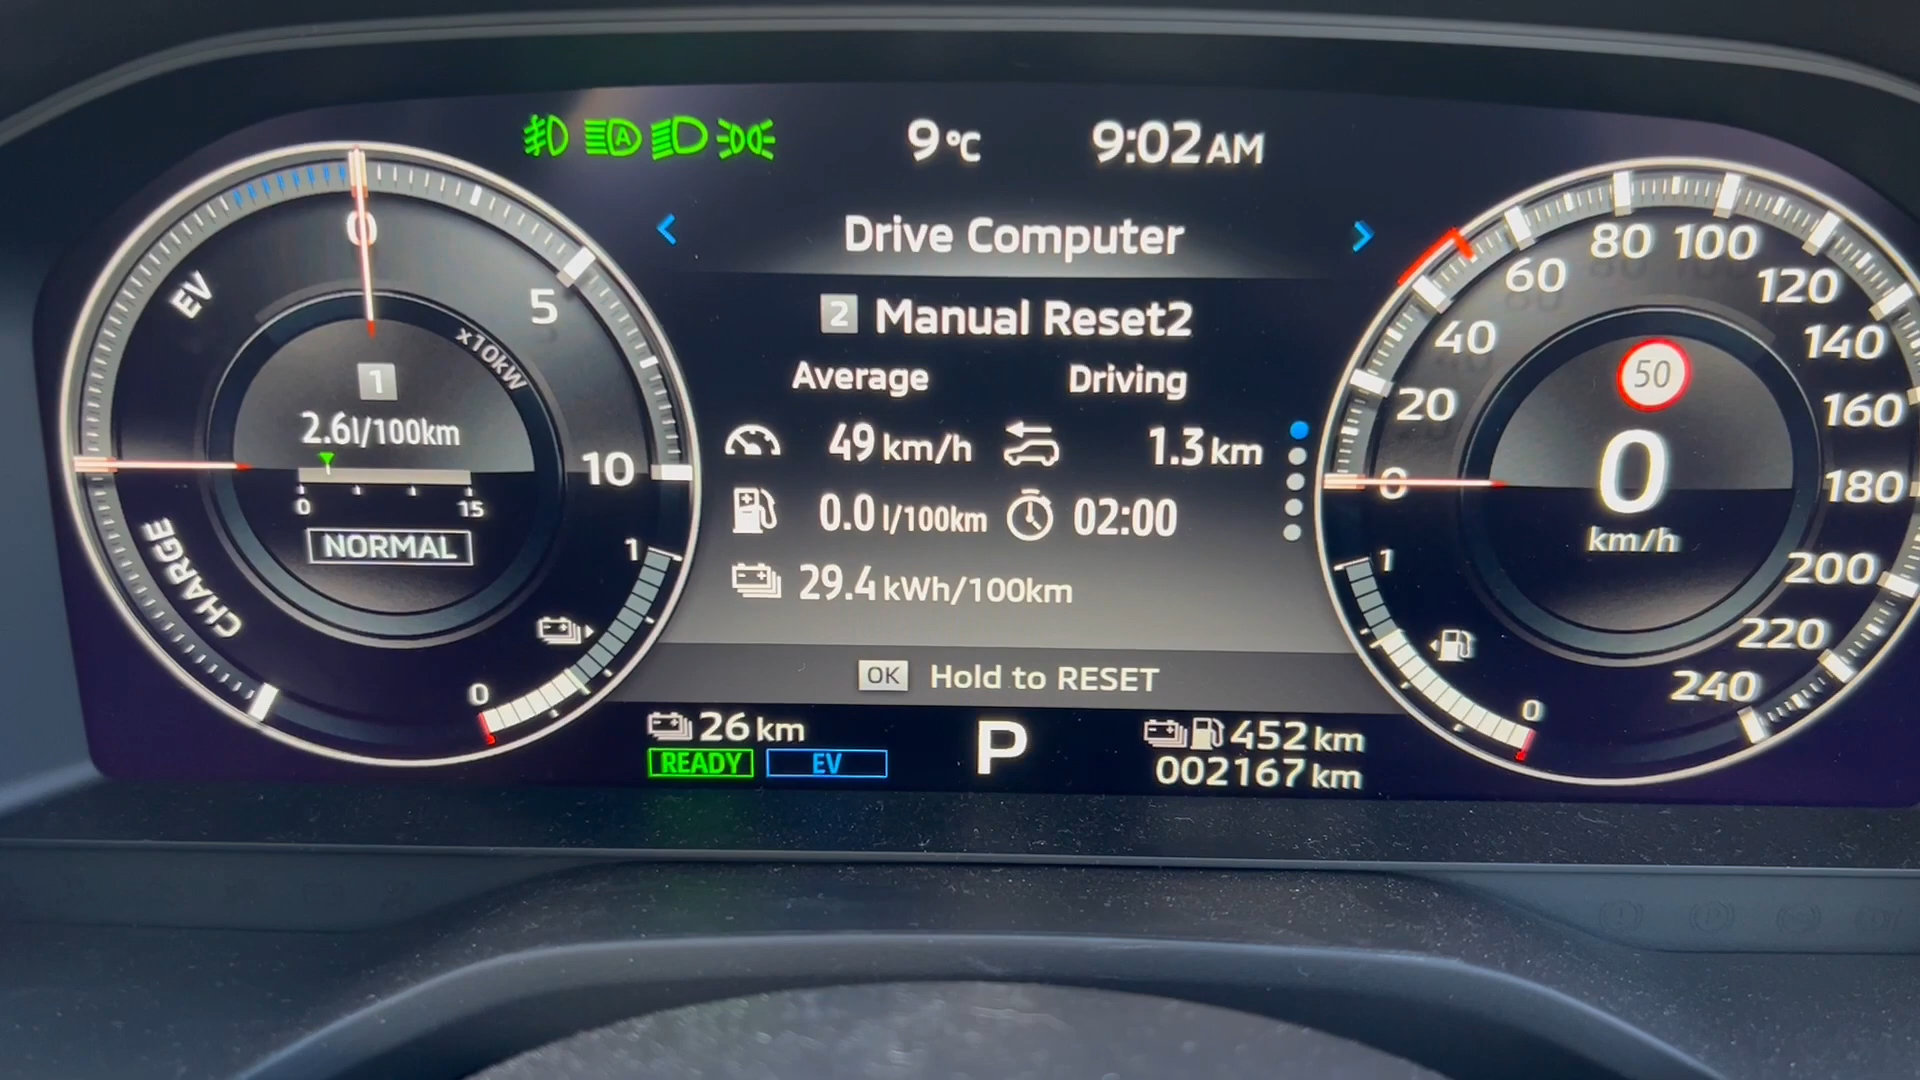 9°C 9:02AM
< Drive Computer >
2 Manual Reset2
Average Driving
49 km/h 1.3 km
0.0 l/100km 02:00
29.4 kWh/100km
OK Hold to RESET
26 km P 452 km
READY EV 002167 km
EV 0 5 10
x10kW
1
2.6l/100km
0 15
NORMAL
CHARGE
1
0
0 20 40 60 80 100 120 140 160 180 200 220 240
50
0
km/h
1
0
A